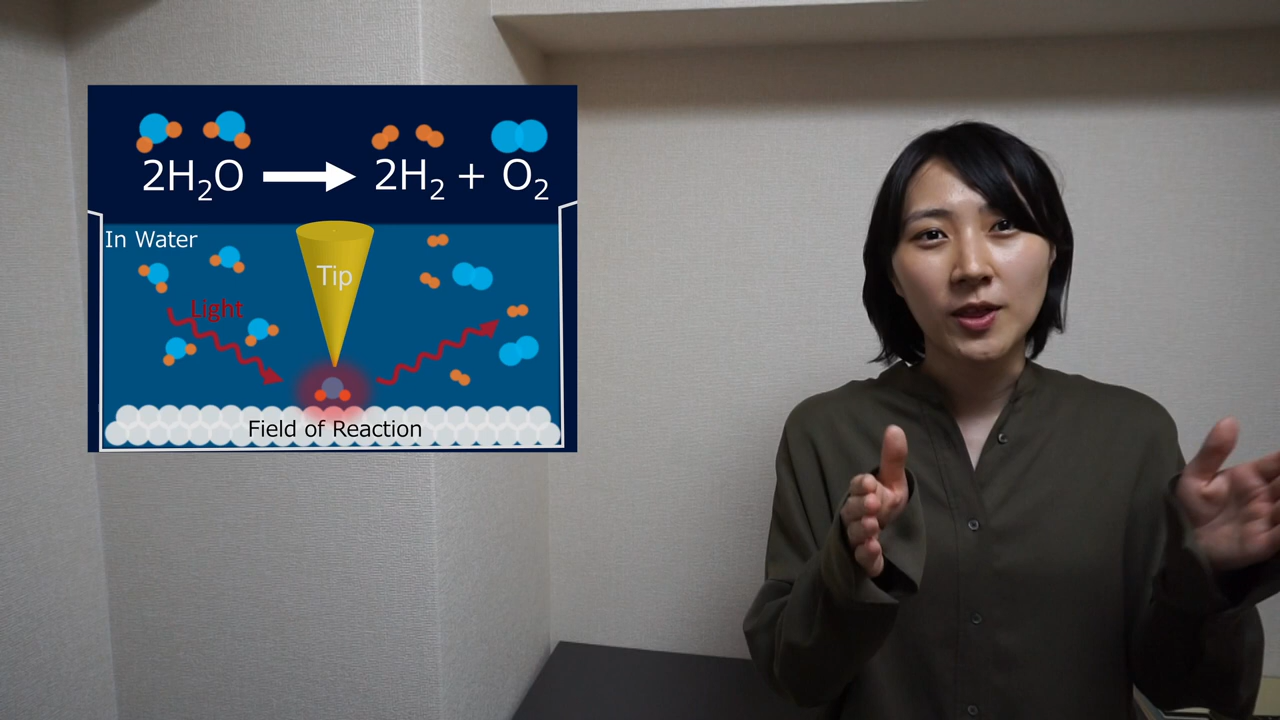 2H₂O → 2H₂ + O₂
In Water
Tip
Light
Field of Reaction